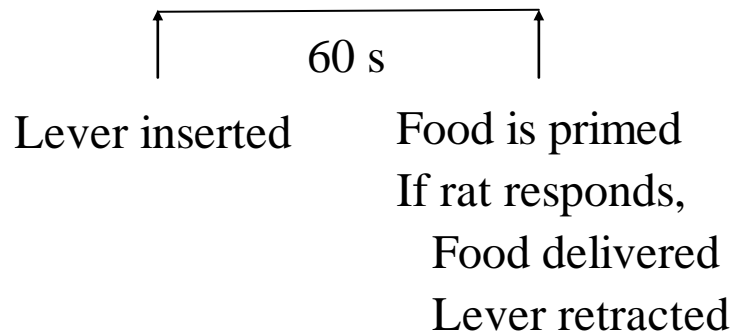 60 s
Lever inserted
Food is primed
If rat responds,
Food delivered
Lever retracted